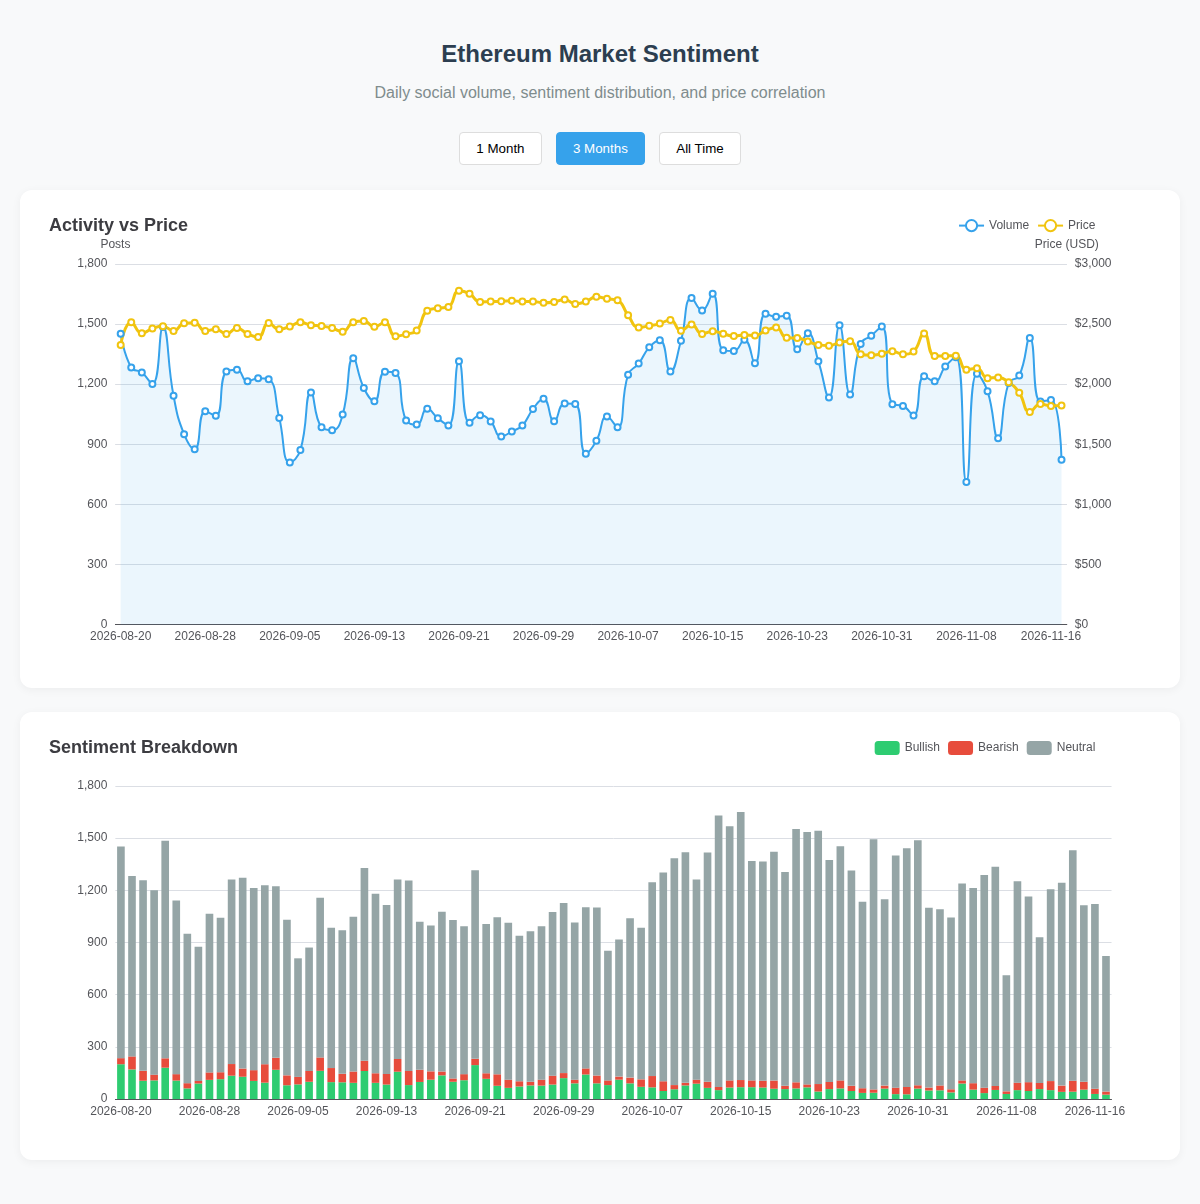 Ethereum Market Sentiment
Daily social volume, sentiment distribution, and price correlation
1 Month 3 Months All Time
Activity vs Price
Volume Price
Posts Price (USD)
1,800 $3,000
1,500 $2,500
1,200 $2,000
900 $1,500
600 $1,000
300 $500
0 $0
2026-08-20 2026-08-28 2026-09-05 2026-09-13 2026-09-21 2026-09-29 2026-10-07 2026-10-15 2026-10-23 2026-10-31 2026-11-08 2026-11-16
Sentiment Breakdown
Bullish Bearish Neutral
1,800
1,500
1,200
900
600
300
0
2026-08-20 2026-08-28 2026-09-05 2026-09-13 2026-09-21 2026-09-29 2026-10-07 2026-10-15 2026-10-23 2026-10-31 2026-11-08 2026-11-16